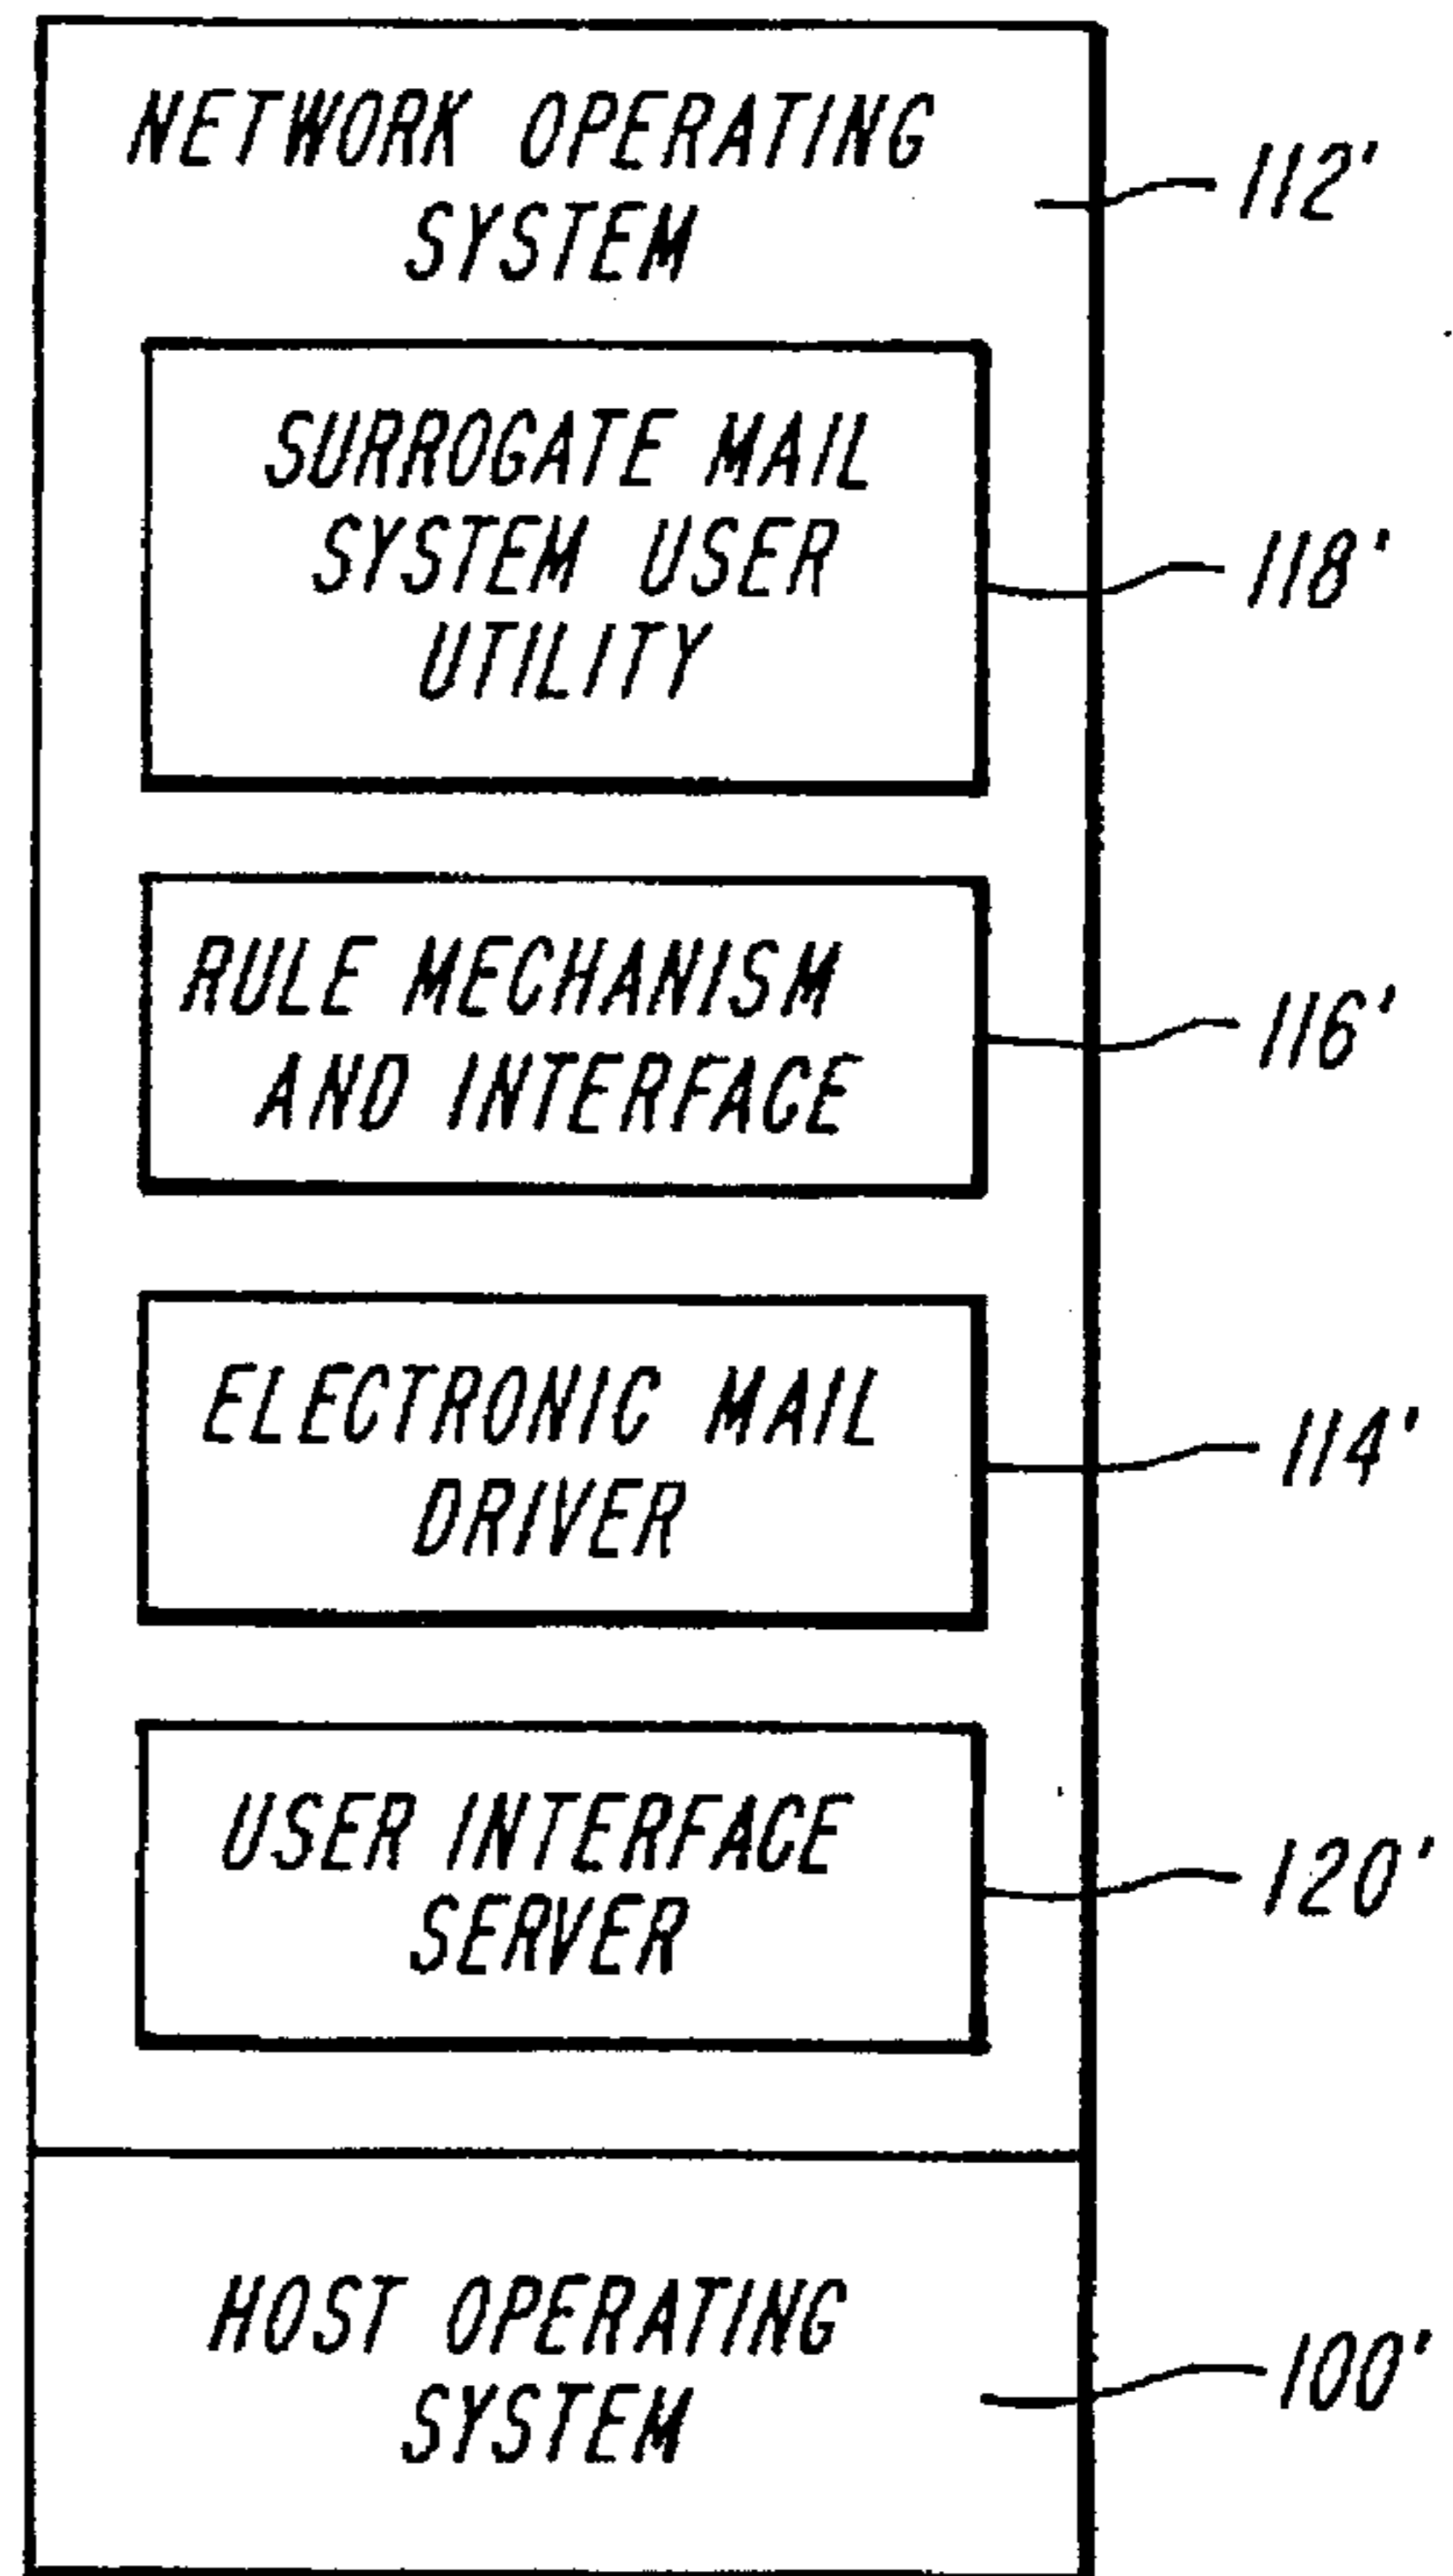 NETWORK OPERATING
SYSTEM
112'
SURROGATE MAIL
SYSTEM USER
UTILITY
118'
RULE MECHANISM
AND INTERFACE
116'
ELECTRONIC MAIL
DRIVER
114'
USER INTERFACE
SERVER
120'
HOST OPERATING
SYSTEM
100'